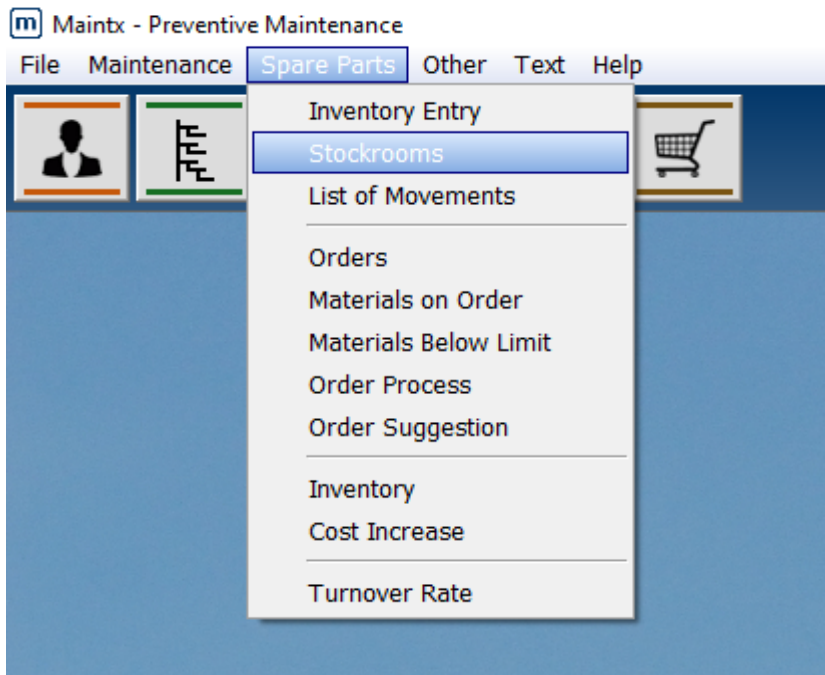 m Maintx - Preventive Maintenance
File Maintenance Spare Parts Other Text Help
Inventory Entry
Stockrooms
List of Movements
Orders
Materials on Order
Materials Below Limit
Order Process
Order Suggestion
Inventory
Cost Increase
Turnover Rate